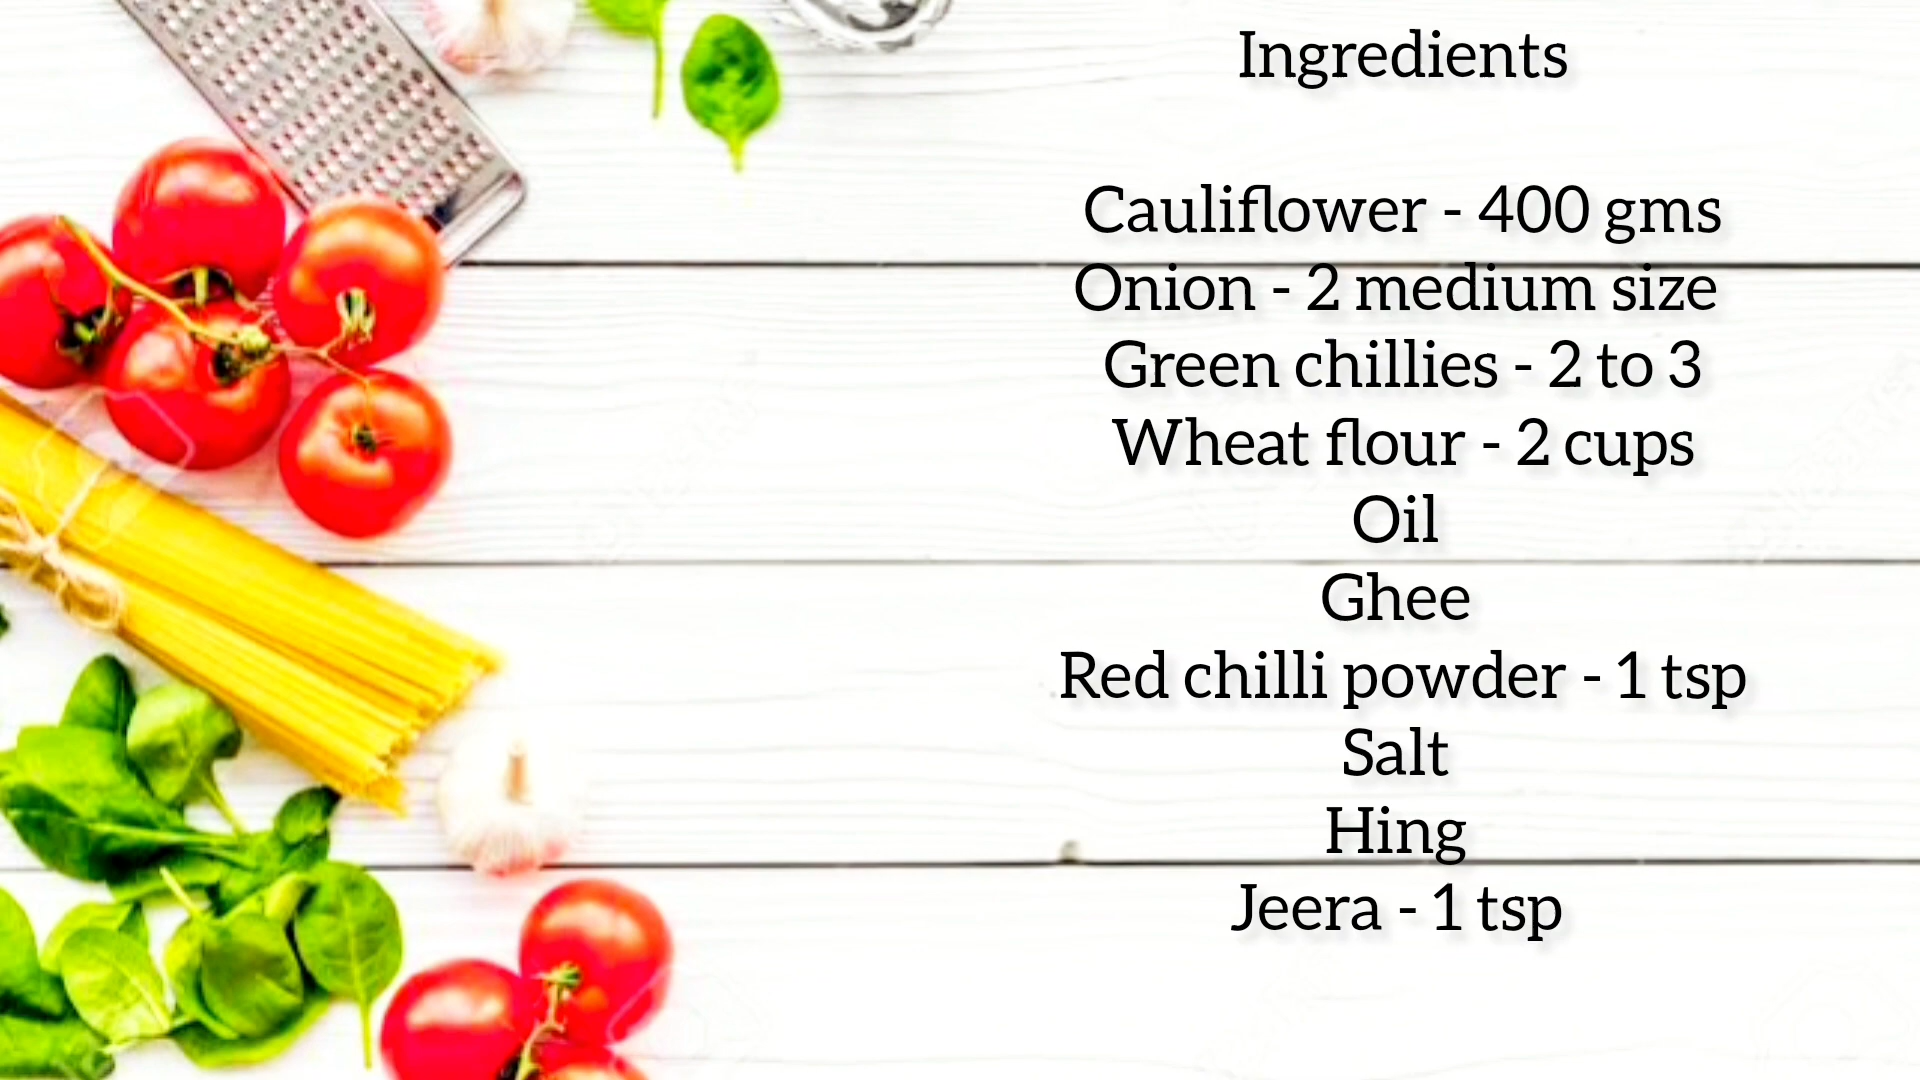 Ingredients
Cauliflower - 400 gms
Onion - 2 medium size
Green chillies - 2 to 3
Wheat flour - 2 cups
Oil
Ghee
Red chilli powder - 1 tsp
Salt
Hing
Jeera - 1 tsp